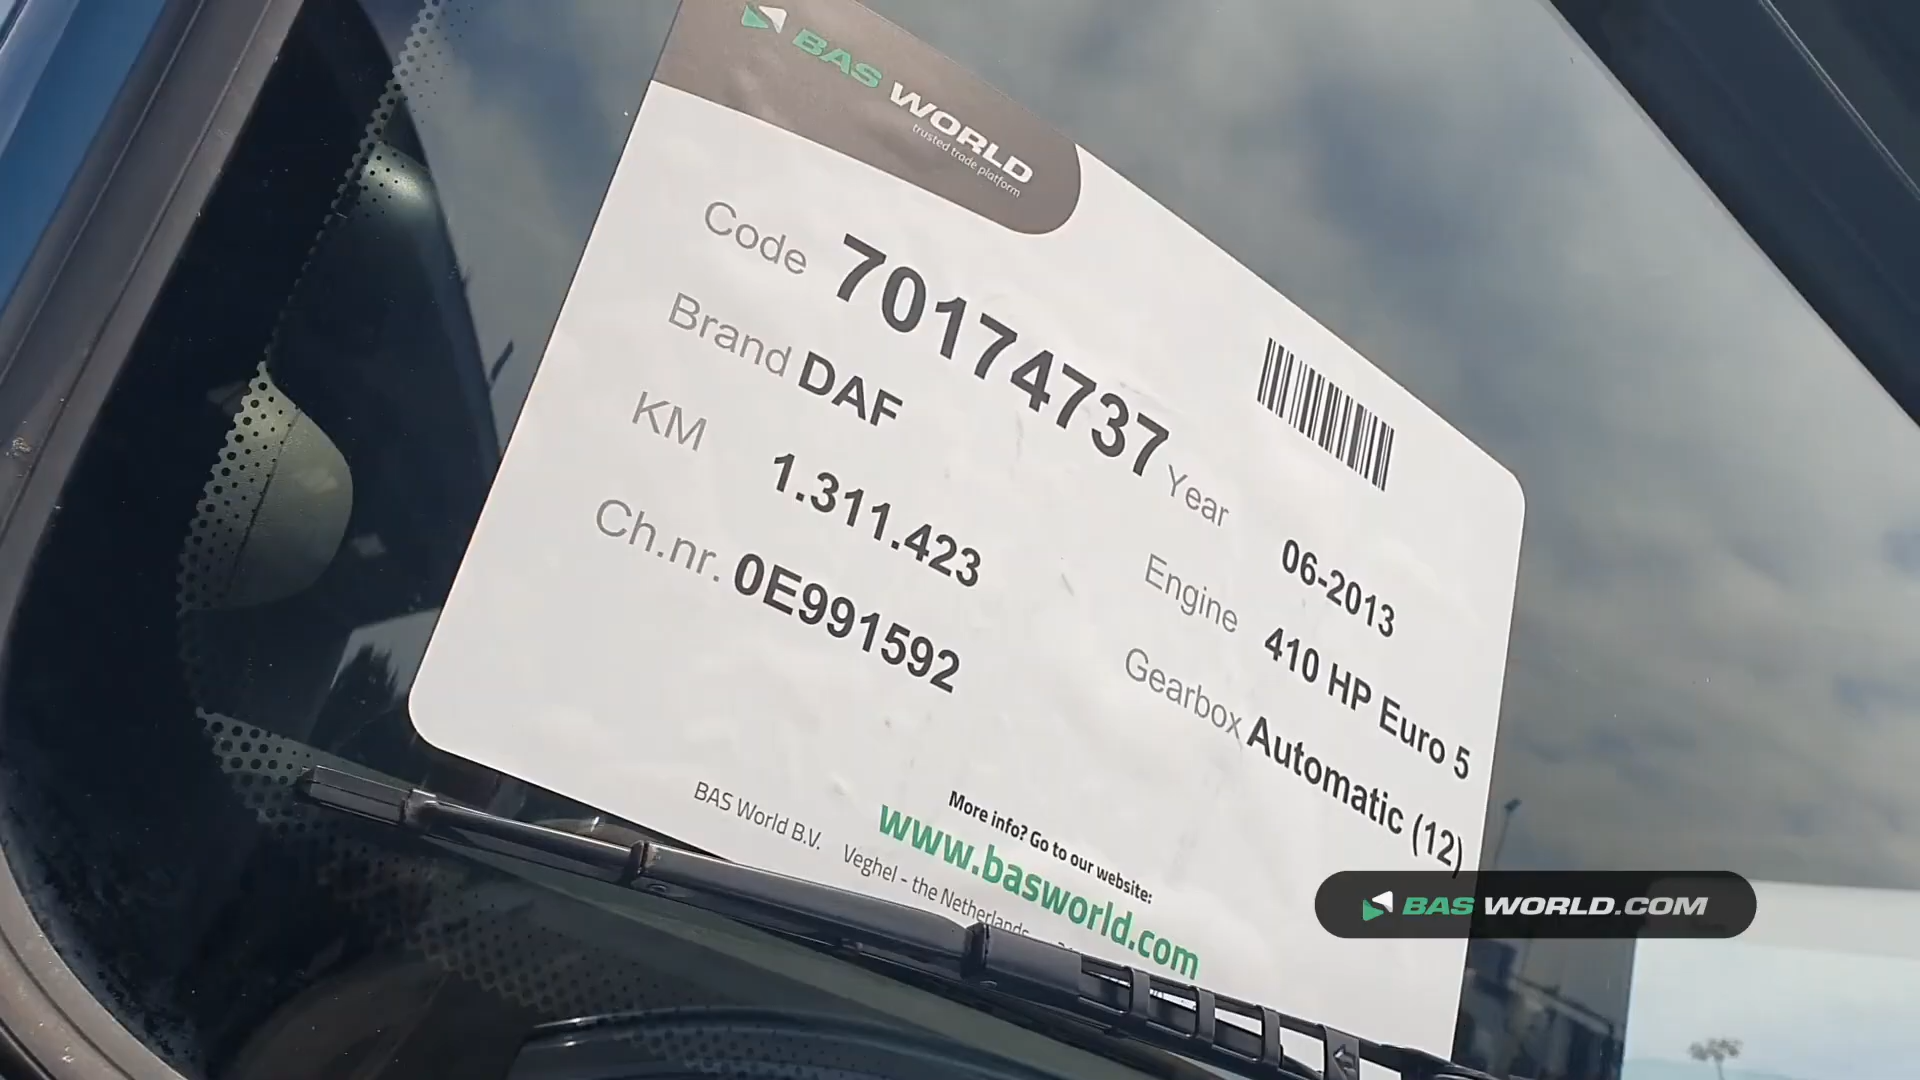 BAS WORLD
trusted trade platform
Code 70174737
Brand DAF
KM 1.311.423
Ch.nr. 0E991592
Year 06-2013
Engine 410 HP Euro 5
Gearbox Automatic (12)
More info? Go to our website:
www.basworld.com
BAS World B.V. Veghel - the Netherlands
BAS WORLD.COM